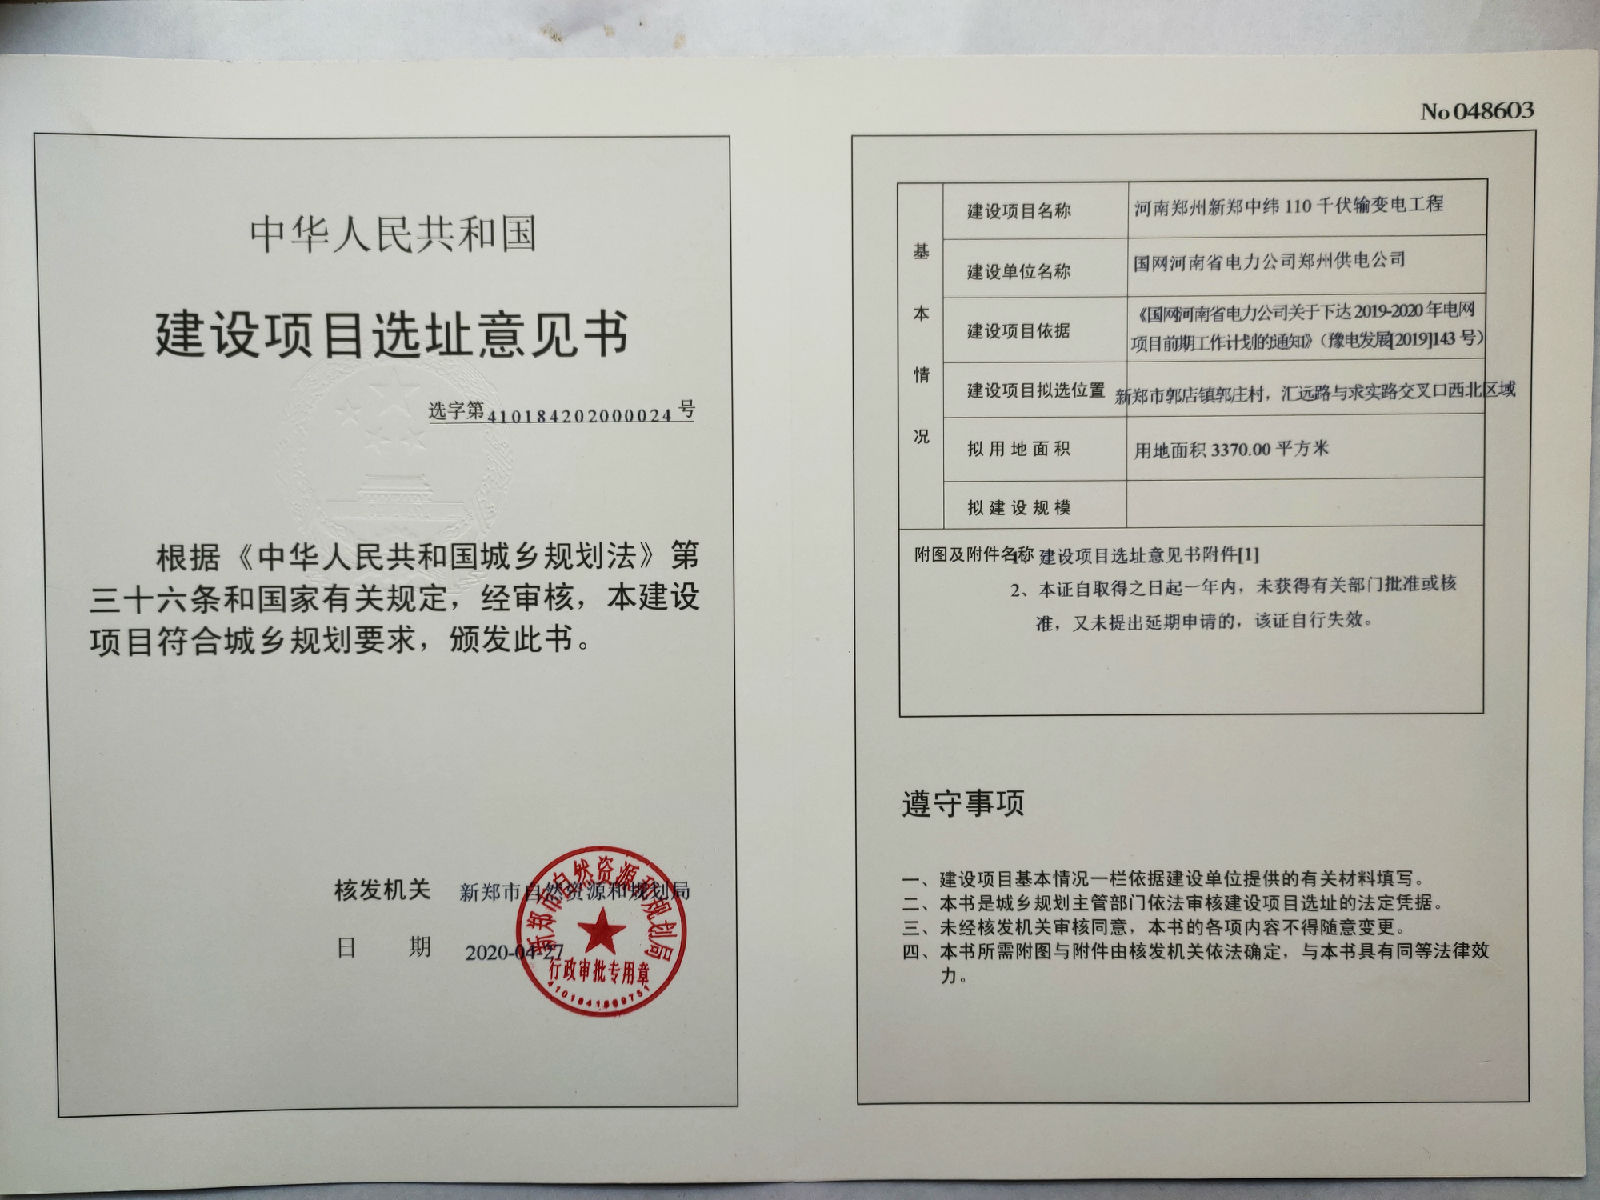 中华人民共和国
建设项目选址意见书
选字第410184202000024号
根据《中华人民共和国城乡规划法》第
三十六条和国家有关规定，经审核，本建设
项目符合城乡规划要求，颁发此书。
核发机关 新郑市自然资源和规划局
日 期 2020-04-27
新郑市自然资源和规划局
行政审批专用章
No 048603
基本情况
建设项目名称 河南郑州新郑中纬 110 千伏输变电工程
建设单位名称 国网河南省电力公司郑州供电公司
建设项目依据 《国网河南省电力公司关于下达 2019-2020 年电网
项目前期工作计划的通知》（豫电发展[2019]143 号）
建设项目拟选位置 新郑市郭店镇郭庄村，汇远路与求实路交叉口西北区域
拟用地面积 用地面积 3370.00 平方米
拟建设规模
附图及附件名称 1、建设项目选址意见书附件[1]
2、本证自取得之日起一年内，未获得有关部门批准或核
准，又未提出延期申请的，该证自行失效。
遵守事项
一、建设项目基本情况一栏依据建设单位提供的有关材料填写。
二、本书是城乡规划主管部门依法审核建设项目选址的法定凭据。
三、未经核发机关审核同意，本书的各项内容不得随意变更。
四、本书所需附图与附件由核发机关依法确定，与本书具有同等法律效
力。